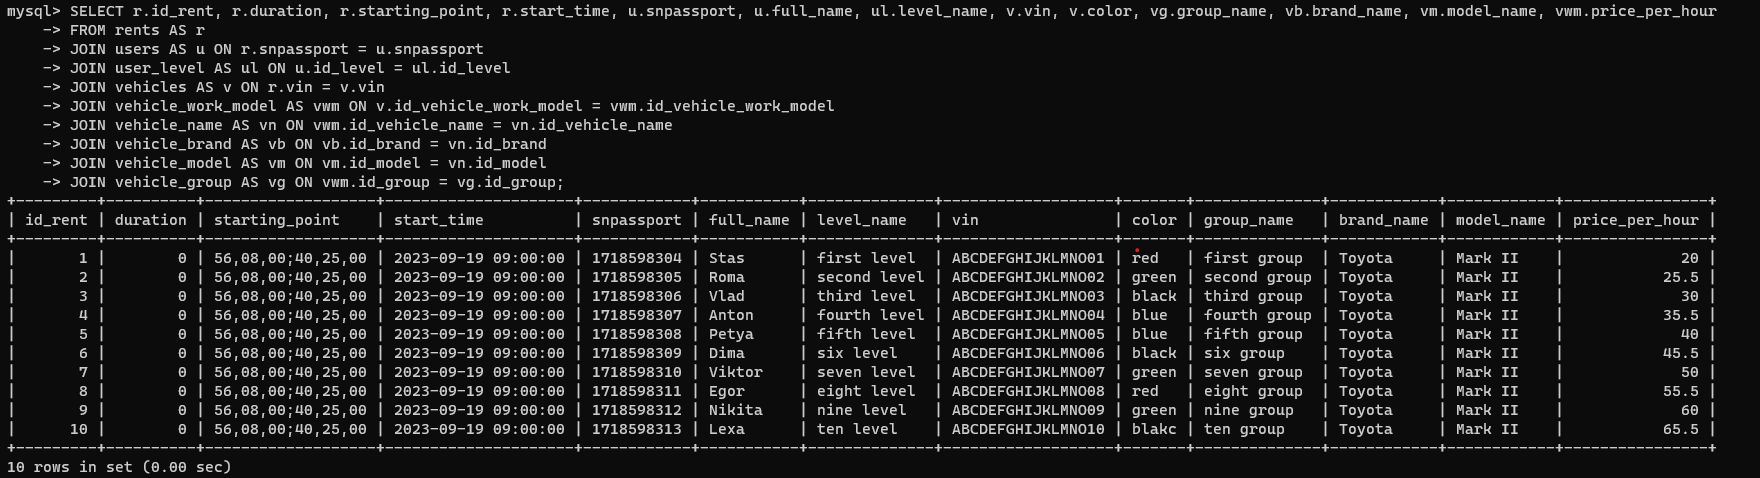 mysql> SELECT r.id_rent, r.duration, r.starting_point, r.start_time, u.snpassport, u.full_name, ul.level_name, v.vin, v.color, vg.group_name, vb.brand_name, vm.model_name, vwm.price_per_hour
    -> FROM rents AS r
    -> JOIN users AS u ON r.snpassport = u.snpassport
    -> JOIN user_level AS ul ON u.id_level = ul.id_level
    -> JOIN vehicles AS v ON r.vin = v.vin
    -> JOIN vehicle_work_model AS vwm ON v.id_vehicle_work_model = vwm.id_vehicle_work_model
    -> JOIN vehicle_name AS vn ON vwm.id_vehicle_name = vn.id_vehicle_name
    -> JOIN vehicle_brand AS vb ON vb.id_brand = vn.id_brand
    -> JOIN vehicle_model AS vm ON vm.id_model = vn.id_model
    -> JOIN vehicle_group AS vg ON vwm.id_group = vg.id_group;
+---------+----------+-------------------+---------------------+------------+-----------+--------------+-------------------+-------+--------------+------------+------------+----------------+
| id_rent | duration | starting_point    | start_time          | snpassport | full_name | level_name   | vin               | color | group_name   | brand_name | model_name | price_per_hour |
+---------+----------+-------------------+---------------------+------------+-----------+--------------+-------------------+-------+--------------+------------+------------+----------------+
|       1 |        0 | 56,08,00;40,25,00 | 2023-09-19 09:00:00 | 1718598304 | Stas      | first level  | ABCDEFGHIJKLMNO01 | red   | first group  | Toyota     | Mark II    |             20 |
|       2 |        0 | 56,08,00;40,25,00 | 2023-09-19 09:00:00 | 1718598305 | Roma      | second level | ABCDEFGHIJKLMNO02 | green | second group | Toyota     | Mark II    |           25.5 |
|       3 |        0 | 56,08,00;40,25,00 | 2023-09-19 09:00:00 | 1718598306 | Vlad      | third level  | ABCDEFGHIJKLMNO03 | black | third group  | Toyota     | Mark II    |             30 |
|       4 |        0 | 56,08,00;40,25,00 | 2023-09-19 09:00:00 | 1718598307 | Anton     | fourth level | ABCDEFGHIJKLMNO04 | blue  | fourth group | Toyota     | Mark II    |           35.5 |
|       5 |        0 | 56,08,00;40,25,00 | 2023-09-19 09:00:00 | 1718598308 | Petya     | fifth level  | ABCDEFGHIJKLMNO05 | blue  | fifth group  | Toyota     | Mark II    |             40 |
|       6 |        0 | 56,08,00;40,25,00 | 2023-09-19 09:00:00 | 1718598309 | Dima      | six level    | ABCDEFGHIJKLMNO06 | black | six group    | Toyota     | Mark II    |           45.5 |
|       7 |        0 | 56,08,00;40,25,00 | 2023-09-19 09:00:00 | 1718598310 | Viktor    | seven level  | ABCDEFGHIJKLMNO07 | green | seven group  | Toyota     | Mark II    |             50 |
|       8 |        0 | 56,08,00;40,25,00 | 2023-09-19 09:00:00 | 1718598311 | Egor      | eight level  | ABCDEFGHIJKLMNO08 | red   | eight group  | Toyota     | Mark II    |           55.5 |
|       9 |        0 | 56,08,00;40,25,00 | 2023-09-19 09:00:00 | 1718598312 | Nikita    | nine level   | ABCDEFGHIJKLMNO09 | green | nine group   | Toyota     | Mark II    |             60 |
|      10 |        0 | 56,08,00;40,25,00 | 2023-09-19 09:00:00 | 1718598313 | Lexa      | ten level    | ABCDEFGHIJKLMNO10 | blakc | ten group    | Toyota     | Mark II    |           65.5 |
+---------+----------+-------------------+---------------------+------------+-----------+--------------+-------------------+-------+--------------+------------+------------+----------------+
10 rows in set (0.00 sec)